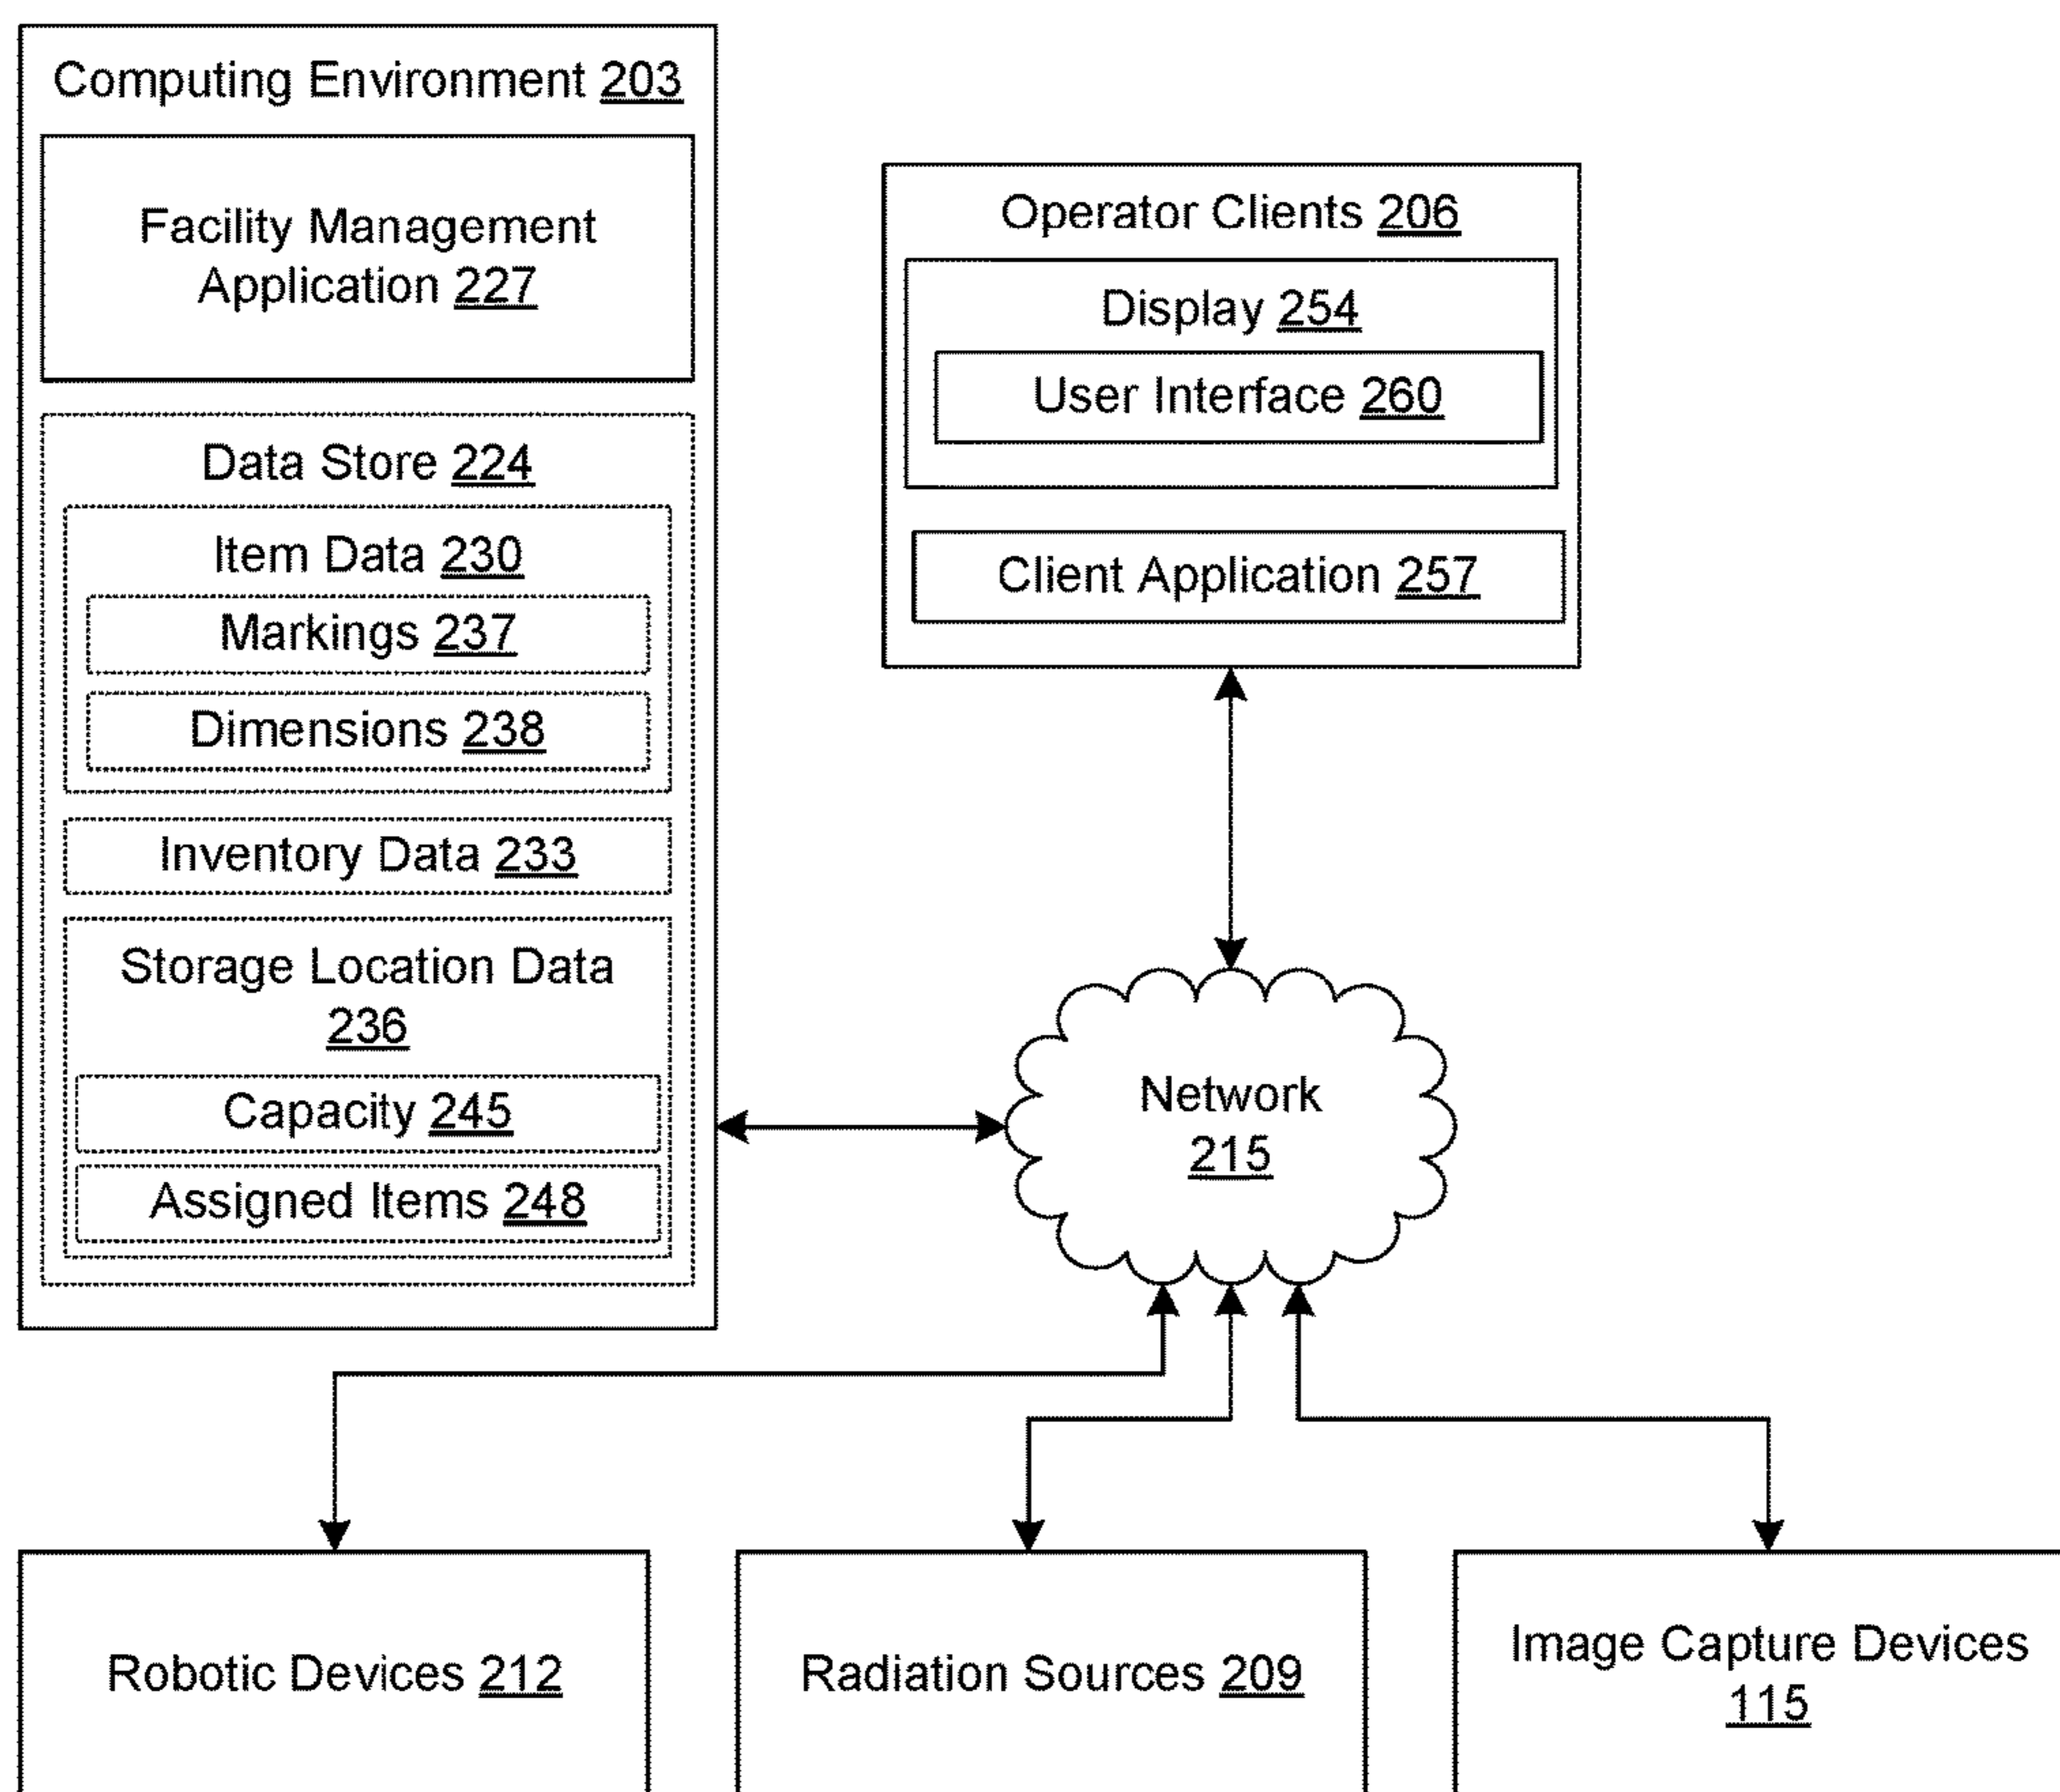 Computing Environment 203
Facility Management
Application 227
Data Store 224
Item Data 230
Markings 237
Dimensions 238
Inventory Data 233
Storage Location Data
236
Capacity 245
Assigned Items 248
Operator Clients 206
Display 254
User Interface 260
Client Application 257
Network
215
Robotic Devices 212
Radiation Sources 209
Image Capture Devices
115